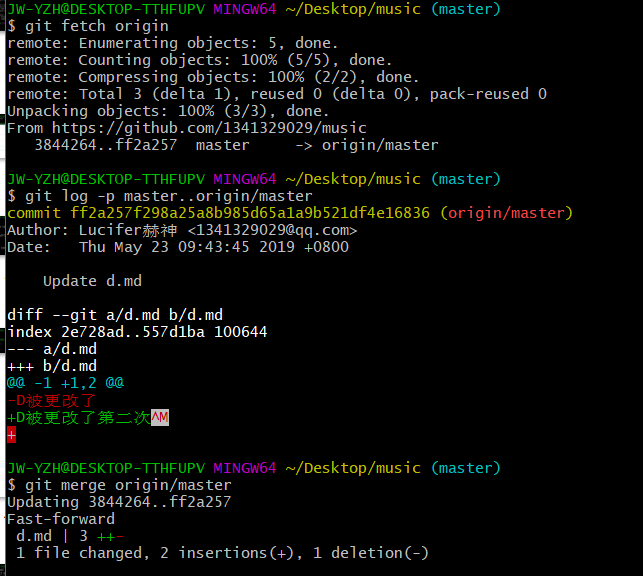 JW-YZH@DESKTOP-TTHFUPV MINGW64 ~/Desktop/music (master)
$ git fetch origin
remote: Enumerating objects: 5, done.
remote: Counting objects: 100% (5/5), done.
remote: Compressing objects: 100% (2/2), done.
remote: Total 3 (delta 1), reused 0 (delta 0), pack-reused 0
Unpacking objects: 100% (3/3), done.
From https://github.com/1341329029/music
   3844264..ff2a257  master     -> origin/master
JW-YZH@DESKTOP-TTHFUPV MINGW64 ~/Desktop/music (master)
$ git log -p master..origin/master
commit ff2a257f298a25a8b985d65a1a9b521df4e16836 (origin/master)
Author: Lucifer赫神 <1341329029@qq.com>
Date:   Thu May 23 09:43:45 2019 +0800
    Update d.md
diff --git a/d.md b/d.md
index 2e728ad..557d1ba 100644
--- a/d.md
+++ b/d.md
@@ -1 +1,2 @@
-D被更改了
+D被更改了第二次^M
+
JW-YZH@DESKTOP-TTHFUPV MINGW64 ~/Desktop/music (master)
$ git merge origin/master
Updating 3844264..ff2a257
Fast-forward
 d.md | 3 ++-
 1 file changed, 2 insertions(+), 1 deletion(-)